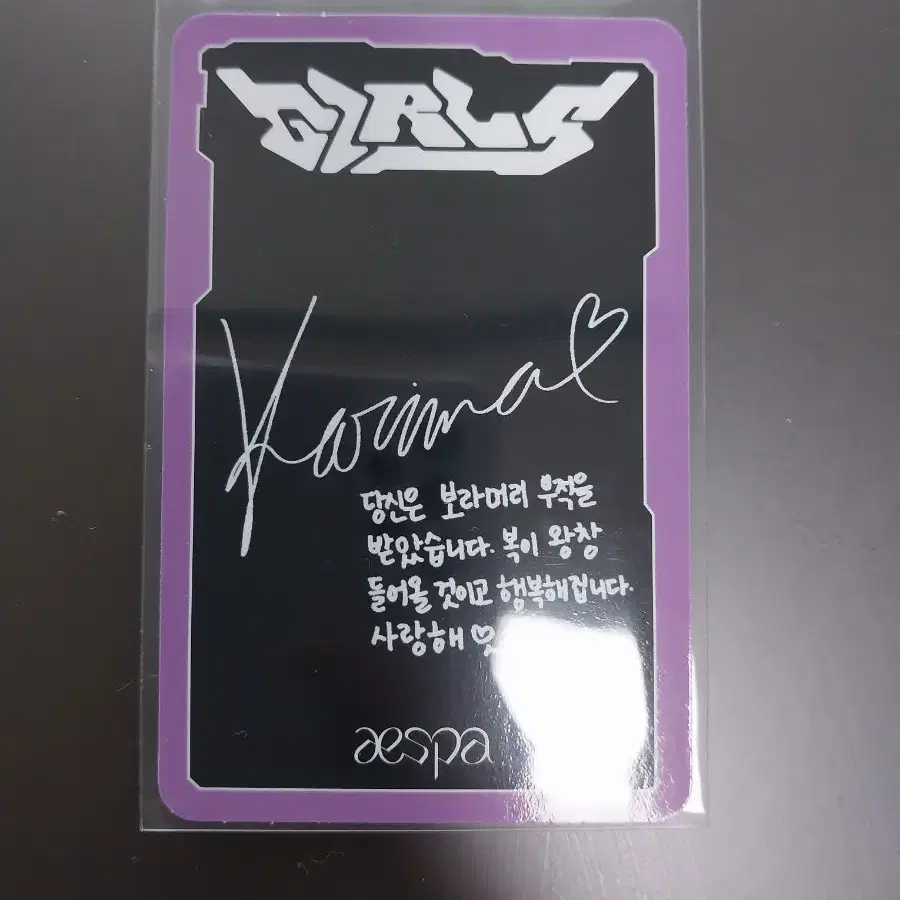 GIRLS
Karina♡
당신은 보라머리 부적을
받았습니다. 복이 왕창
들어올 것이고 행복해집니다.
사랑해 ♡
aespa